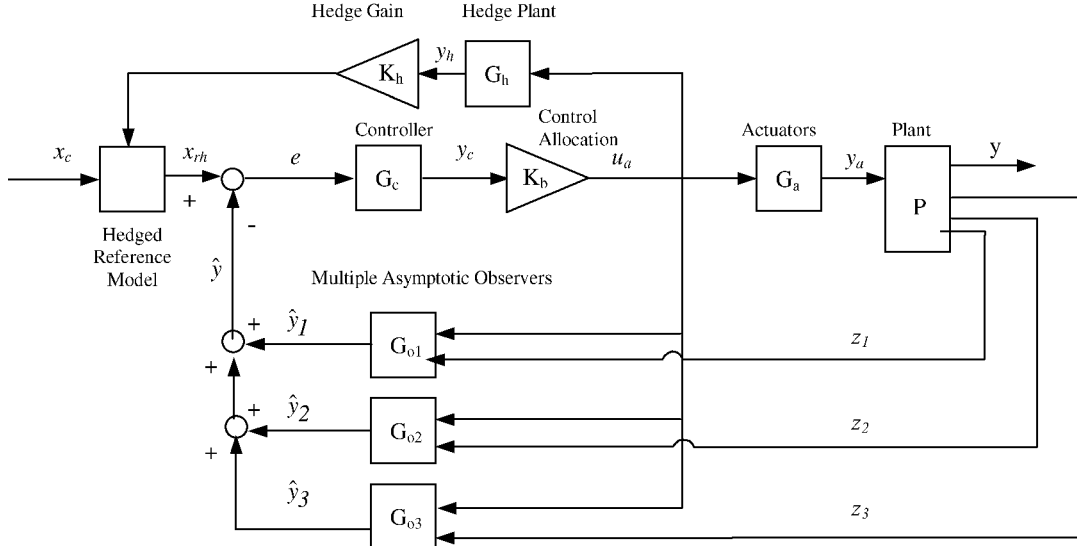 Hedge Gain
Hedge Plant
K_h
y_h
G_h
x_c
x_rh
+
-
e
Controller
G_c
y_c
Control
Allocation
K_b
u_a
Actuators
G_a
y_a
Plant
P
y
Hedged
Reference
Model
ŷ
Multiple Asymptotic Observers
+
+
ŷ_1
G_o1
z_1
+
+
ŷ_2
G_o2
z_2
ŷ_3
G_o3
z_3